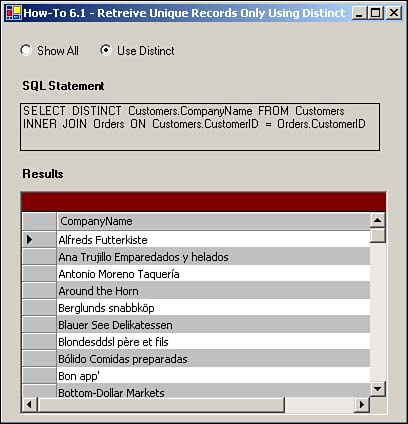 How-To 6.1 - Retreive Unique Records Only Using Distinct
Show All Use Distinct
SQL Statement
SELECT DISTINCT Customers.CompanyName FROM Customers
INNER JOIN Orders ON Customers.CustomerID = Orders.CustomerID
Results
CompanyName
Alfreds Futterkiste
Ana Trujillo Emparedados y helados
Antonio Moreno Taquería
Around the Horn
Berglunds snabbköp
Blauer See Delikatessen
Blondesddsl père et fils
Bólido Comidas preparadas
Bon app'
Bottom-Dollar Markets